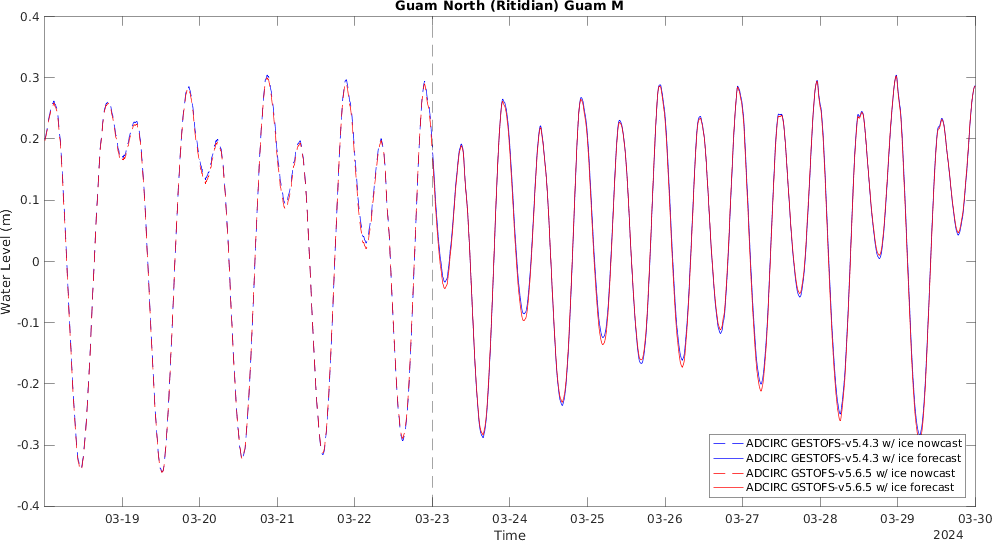 Guam North (Ritidian) Guam M
0.4
0.3
0.2
0.1
0
-0.1
-0.2
-0.3
-0.4
Water Level (m)
ADCIRC GESTOFS-v5.4.3 w/ ice nowcast
ADCIRC GESTOFS-v5.4.3 w/ ice forecast
ADCIRC GSTOFS-v5.6.5 w/ ice nowcast
ADCIRC GSTOFS-v5.6.5 w/ ice forecast
03-19 03-20 03-21 03-22 03-23 03-24 03-25 03-26 03-27 03-28 03-29 03-30
Time
2024